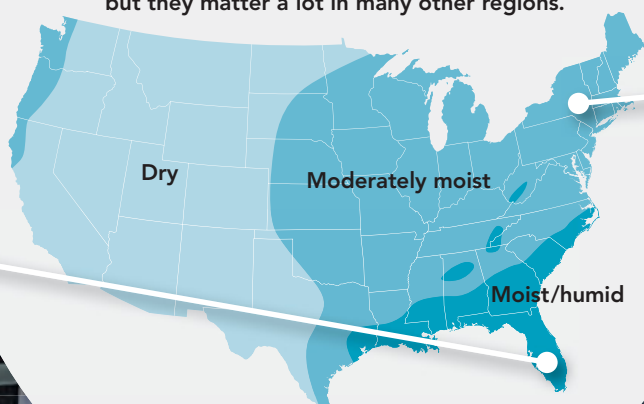 but they matter a lot in many other regions.
Dry
Moderately moist
Moist/humid